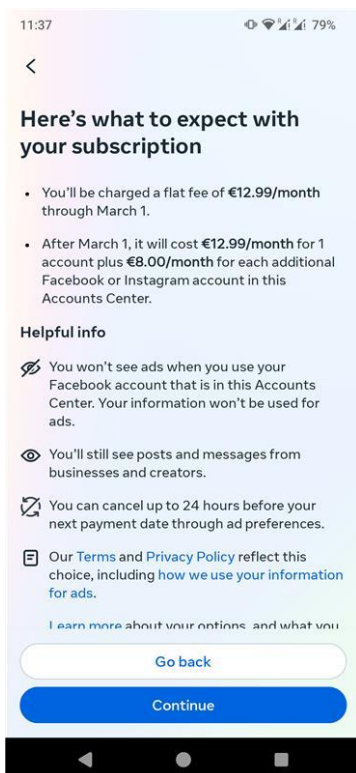 11:37
79%
Here's what to expect with
your subscription
• You'll be charged a flat fee of €12.99/month
through March 1.
• After March 1, it will cost €12.99/month for 1
account plus €8.00/month for each additional
Facebook or Instagram account in this
Accounts Center.
Helpful info
You won't see ads when you use your
Facebook account that is in this Accounts
Center. Your information won't be used for
ads.
You'll still see posts and messages from
businesses and creators.
You can cancel up to 24 hours before your
next payment date through ad preferences.
Our Terms and Privacy Policy reflect this
choice, including how we use your information
for ads.
Learn more about your options, and what you
Go back
Continue